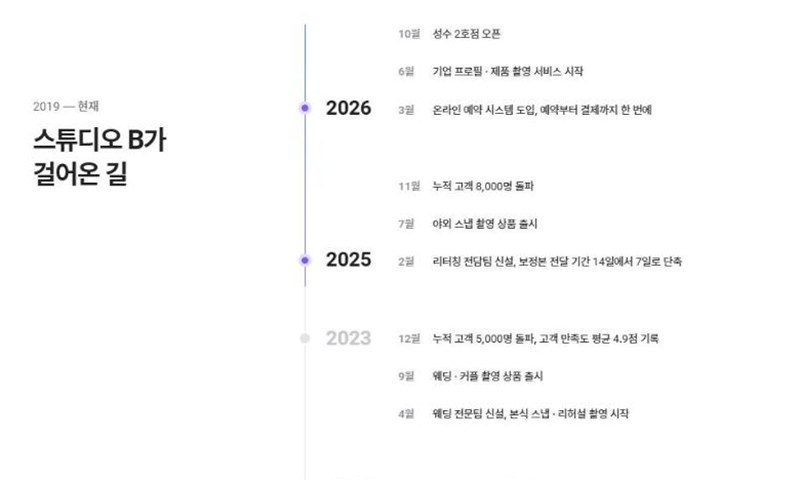 2019 — 현재
스튜디오 B가
걸어온 길
10월 성수 2호점 오픈
6월 기업 프로필 · 제품 촬영 서비스 시작
2026 3월 온라인 예약 시스템 도입, 예약부터 결제까지 한 번에
11월 누적 고객 8,000명 돌파
7월 야외 스냅 촬영 상품 출시
2025 2월 리터칭 전담팀 신설, 보정본 전달 기간 14일에서 7일로 단축
2023 12월 누적 고객 5,000명 돌파, 고객 만족도 평균 4.9점 기록
9월 웨딩 · 커플 촬영 상품 출시
4월 웨딩 전문팀 신설, 본식 스냅 · 리허설 촬영 시작